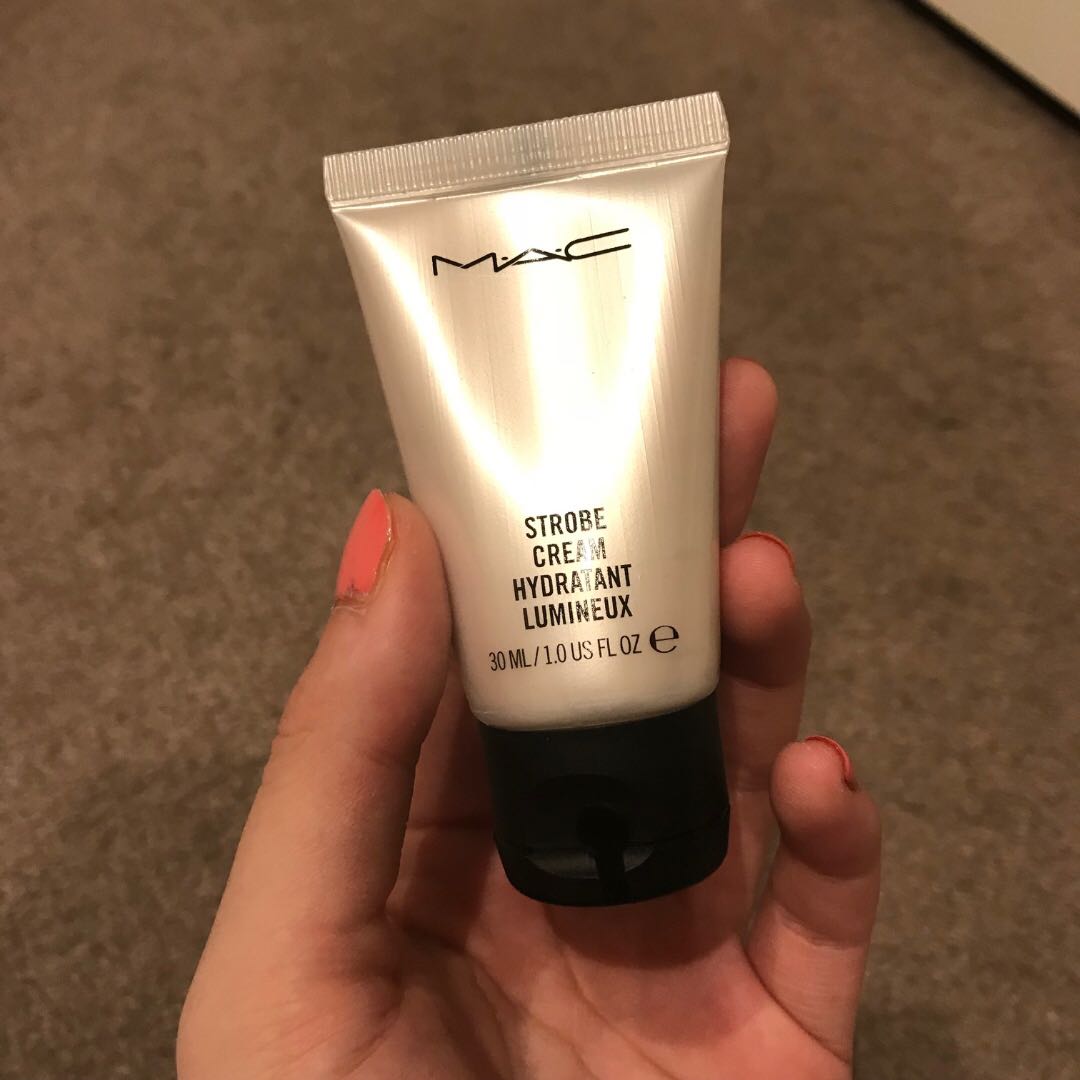 M·A·C
STROBE
CREAM
HYDRATANT
LUMINEUX
30 ML / 1.0 US FL OZ ℮